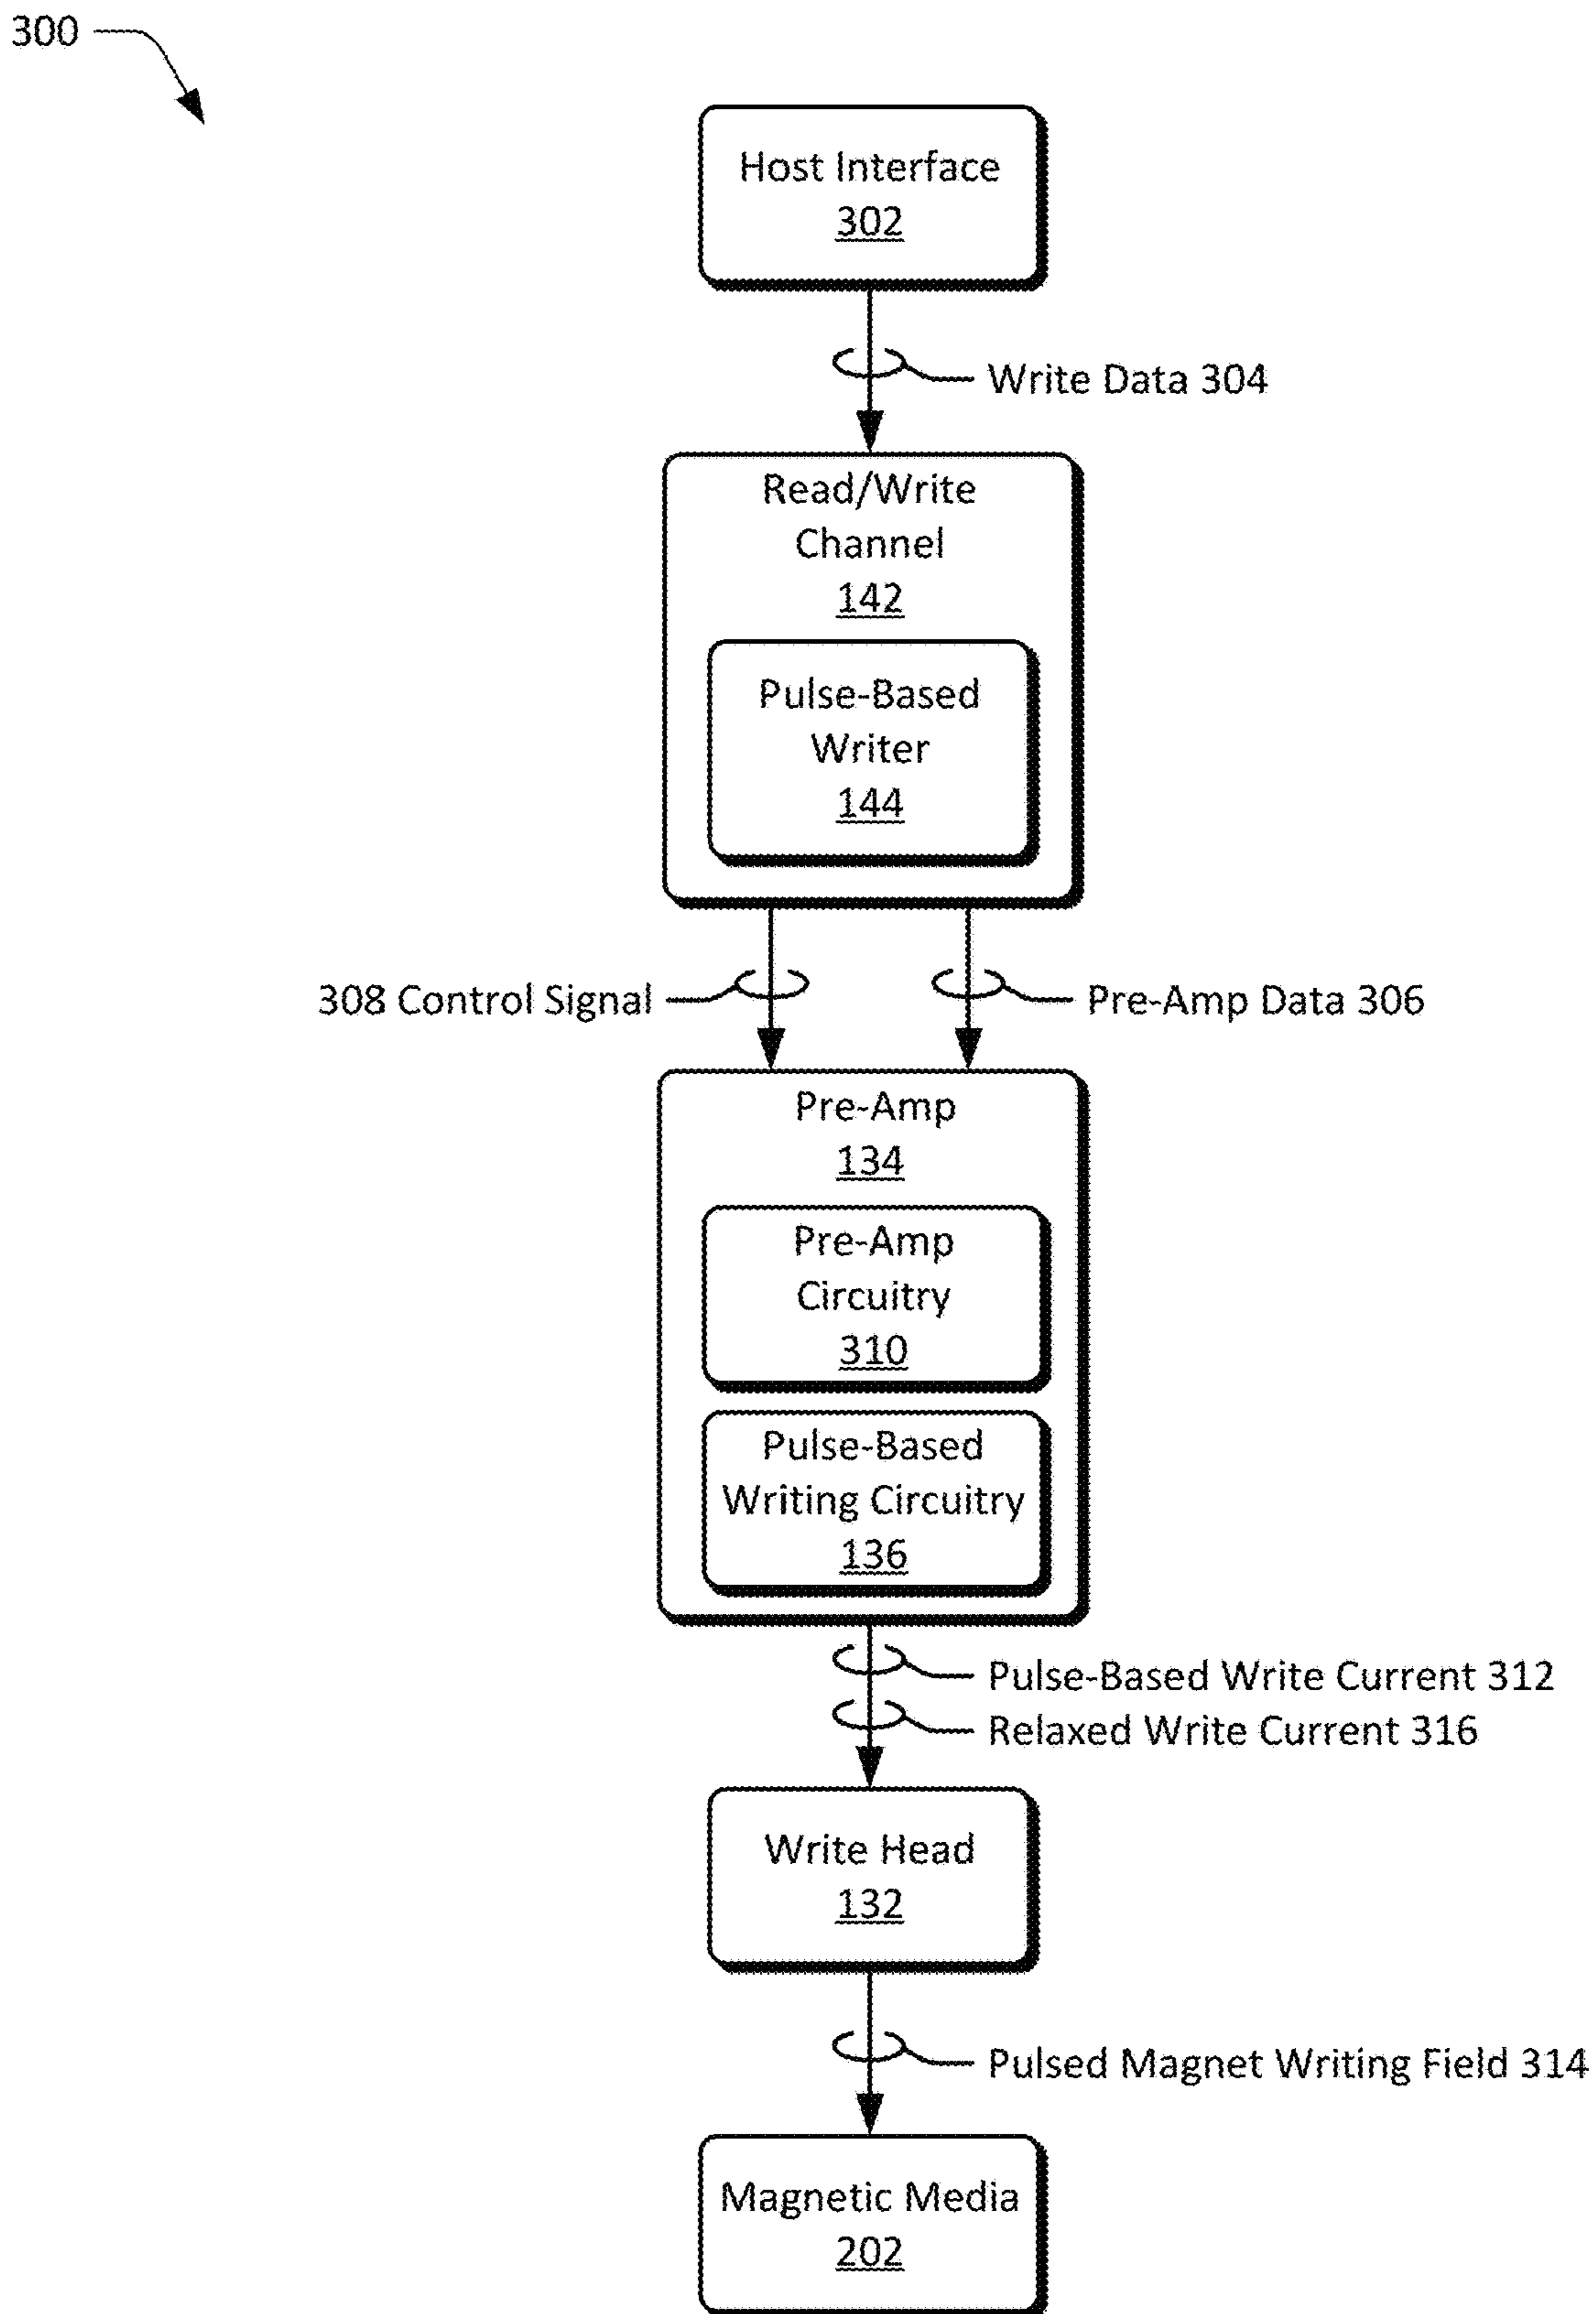 300
Host Interface
302
Write Data 304
Read/Write
Channel
142
Pulse-Based
Writer
144
308 Control Signal
Pre-Amp Data 306
Pre-Amp
134
Pre-Amp
Circuitry
310
Pulse-Based
Writing Circuitry
136
Pulse-Based Write Current 312
Relaxed Write Current 316
Write Head
132
Pulsed Magnet Writing Field 314
Magnetic Media
202